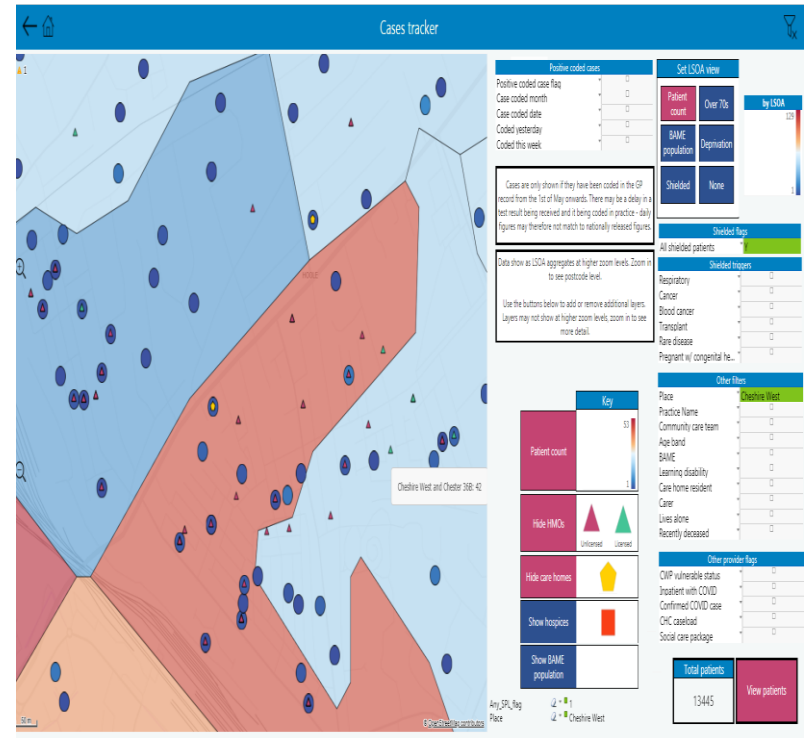 Cases tracker
1
MIDDLE
Cheshire West and Chester 36B: 42
50 m
© OpenStreetMap contributors
Positive coded cases
Positive coded case flag
Case coded month
Case coded date
Coded yesterday
Coded this week
Cases are only shown if they have been coded in the GP
record from the 1st of May onwards. There may be a delay in a
test result being received and it being coded in practice - daily
figures may therefore not match to nationally released figures.
Data show as LSOA aggregates at higher zoom levels. Zoom in
to see postcode level.
Use the buttons below to add or remove additional layers.
Layers may not show at higher zoom levels, zoom in to see
more detail.
Key
Patient count
53
1
Hide HMOs
Unlicensed Licensed
Hide care homes
Show hospices
Show BAME
population
Any_SPL_flag 1
Place Cheshire West
Set LSOA view
Patient
count
Over 70s
BAME
population
Deprivation
Shielded
None
by LSOA
129
1
Shielded flags
All shielded patients Y
Shielded triggers
Respiratory
Cancer
Blood cancer
Transplant
Rare disease
Pregnant w/ congenital he...
Other filters
Place Cheshire West
Practice Name
Community care team
Age band
BAME
Learning disability
Care home resident
Carer
Lives alone
Recently deceased
Other provider flags
CWP vulnerable status
Inpatient with COVID
Confirmed COVID case
CHC caseload
Social care package
Total patients
13445
View patients